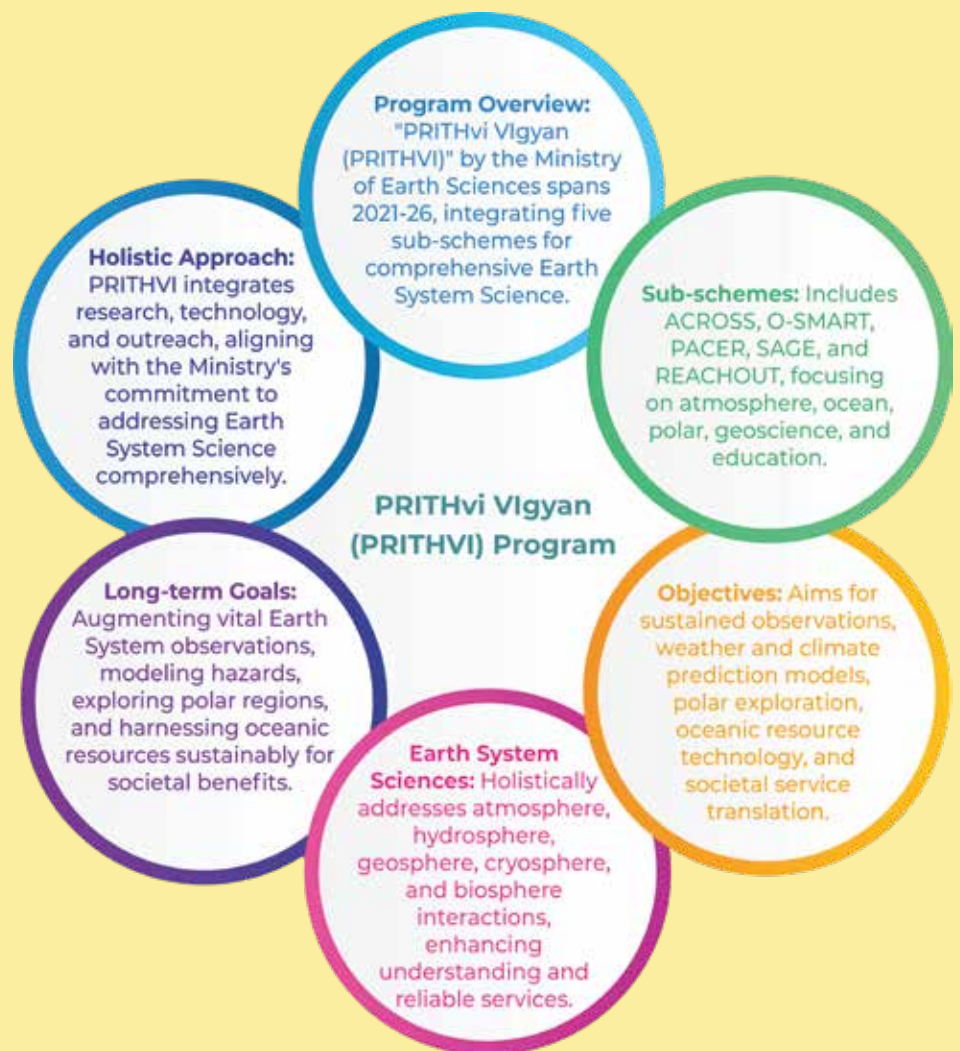 Program Overview:
"PRITHvi VIgyan
(PRITHVI)" by the Ministry
of Earth Sciences spans
2021-26, integrating five
sub-schemes for
comprehensive Earth
System Science.
Sub-schemes: Includes
ACROSS, O-SMART,
PACER, SAGE, and
REACHOUT, focusing
on atmosphere, ocean,
polar, geoscience, and
education.
Objectives: Aims for
sustained observations,
weather and climate
prediction models,
polar exploration,
oceanic resource
technology, and
societal service
translation.
Earth System
Sciences: Holistically
addresses atmosphere,
hydrosphere,
geosphere, cryosphere,
and biosphere
interactions,
enhancing
understanding and
reliable services.
Long-term Goals:
Augmenting vital Earth
System observations,
modeling hazards,
exploring polar regions,
and harnessing oceanic
resources sustainably for
societal benefits.
Holistic Approach:
PRITHVI integrates
research, technology,
and outreach, aligning
with the Ministry's
commitment to
addressing Earth
System Science
comprehensively.
PRITHvi VIgyan
(PRITHVI) Program